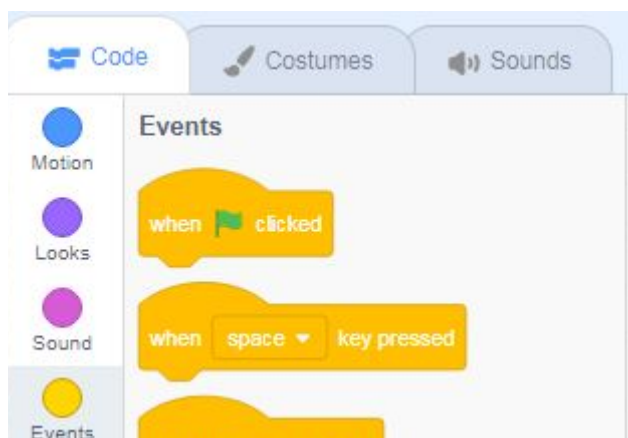 Code Costumes Sounds
Events
Motion
when clicked
Looks
Sound
when space key pressed
Events